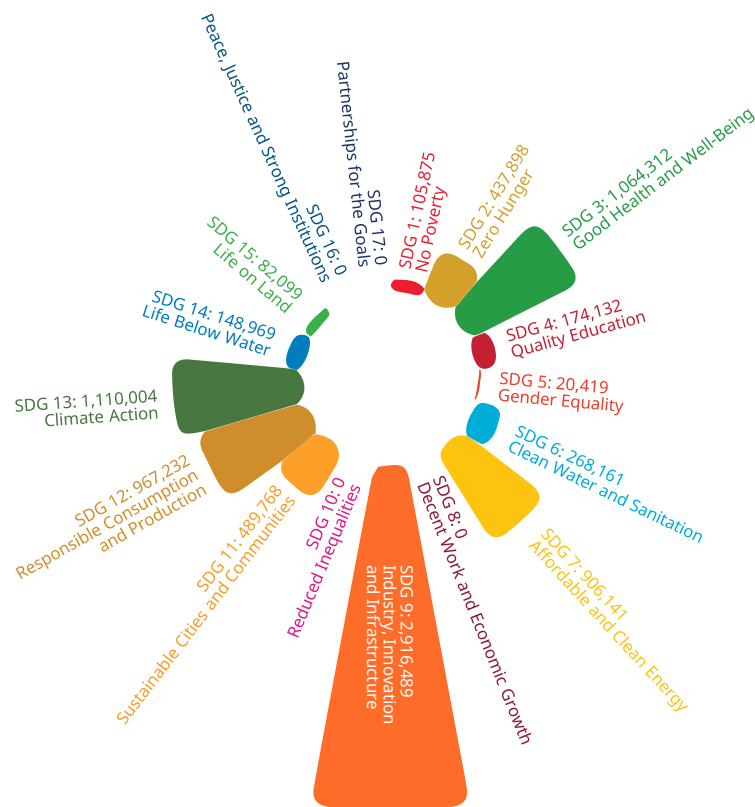 SDG 1: 105,875
No Poverty
SDG 2: 437,898
Zero Hunger
SDG 3: 1,064,312
Good Health and Well-Being
SDG 4: 174,132
Quality Education
SDG 5: 20,419
Gender Equality
SDG 6: 268,161
Clean Water and Sanitation
SDG 7: 906,141
Affordable and Clean Energy
SDG 8: 0
Decent Work and Economic Growth
SDG 9: 2,916,489
Industry, Innovation
and Infrastructure
SDG 10: 0
Reduced Inequalities
SDG 11: 489,768
Sustainable Cities and Communities
SDG 12: 967,232
Responsible Consumption
and Production
SDG 13: 1,110,004
Climate Action
SDG 14: 148,969
Life Below Water
SDG 15: 82,099
Life on Land
SDG 16: 0
Peace, Justice and Strong Institutions
SDG 17: 0
Partnerships for the Goals